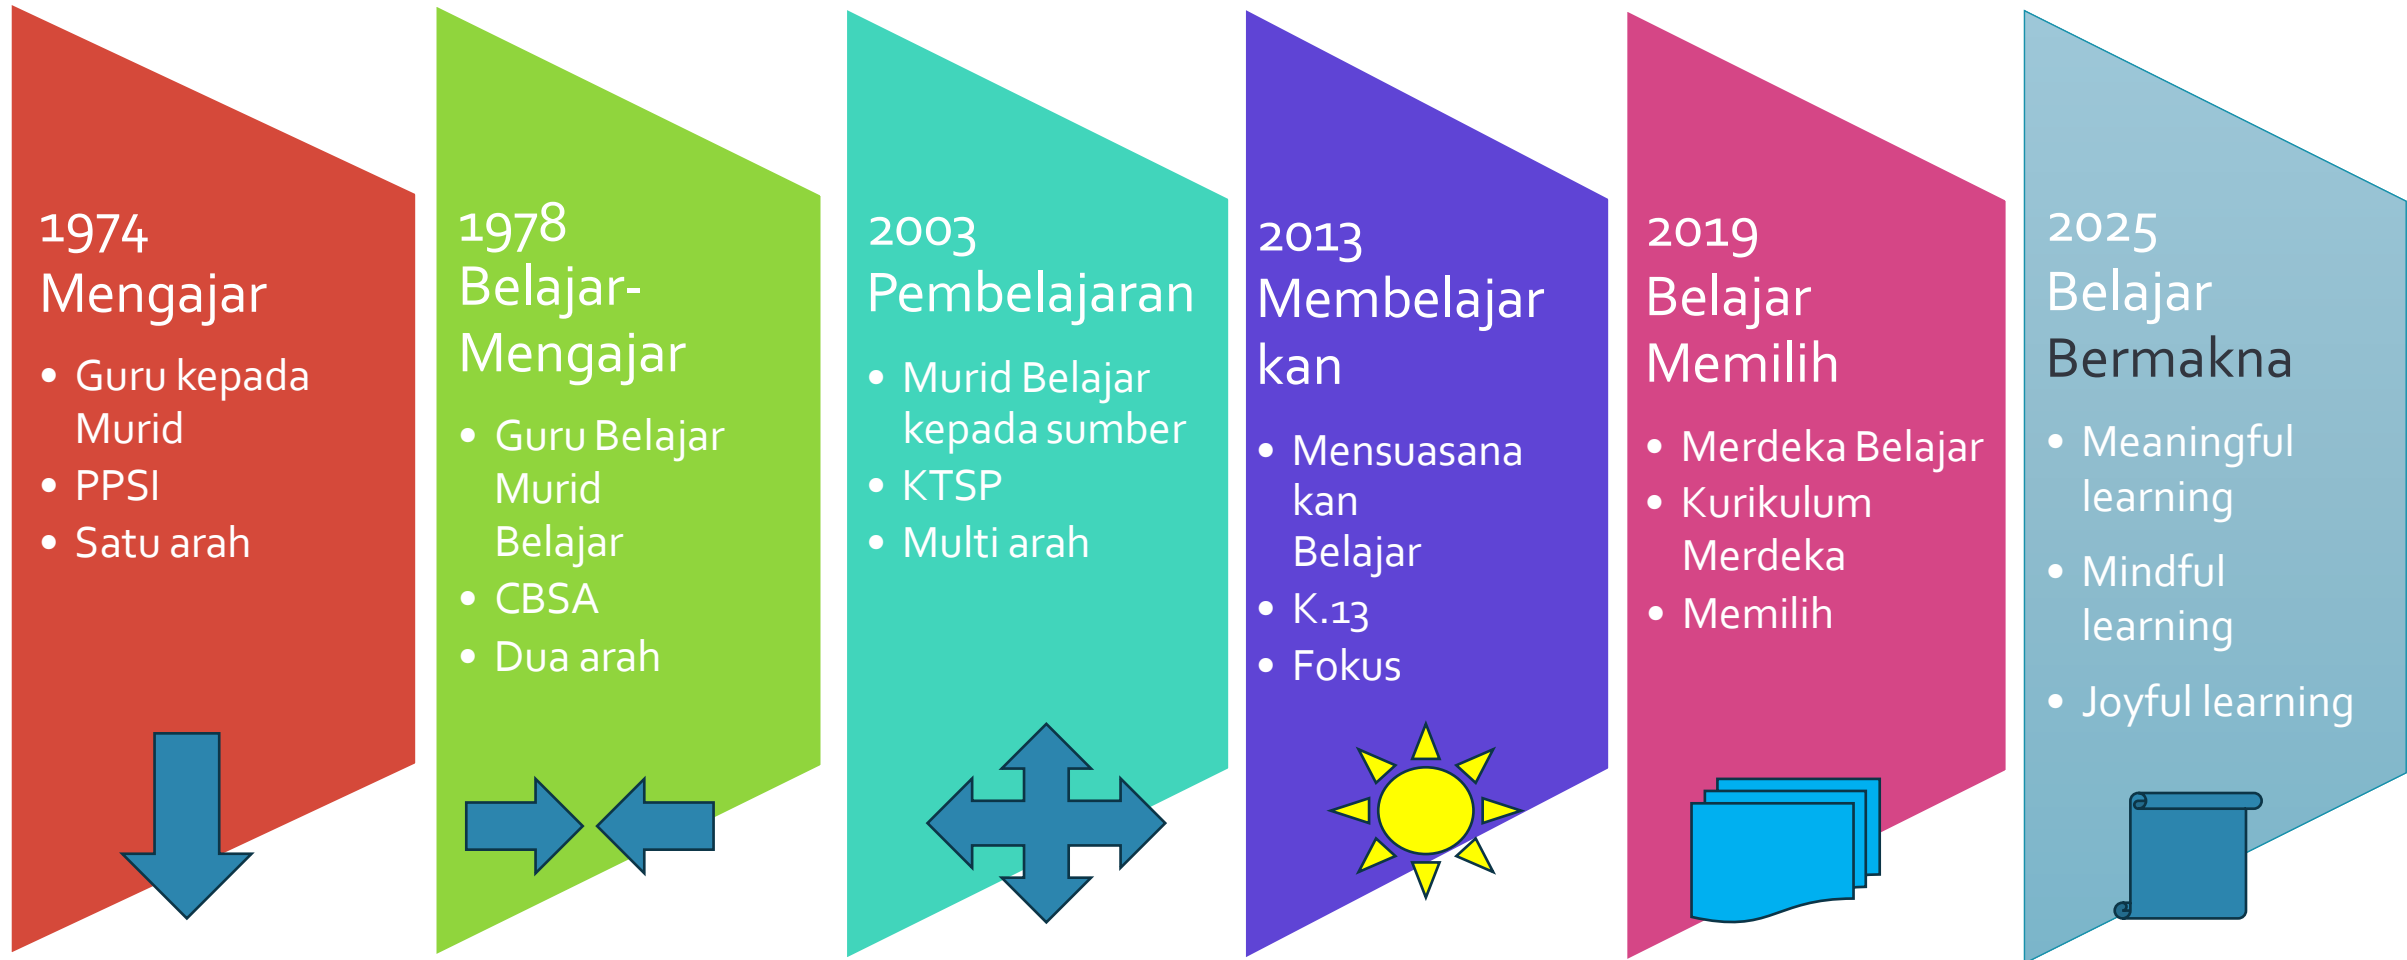 1974
Mengajar
• Guru kepada
Murid
• PPSI
• Satu arah
1978
Belajar-
Mengajar
• Guru Belajar
Murid
Belajar
• CBSA
• Dua arah
2003
Pembelajaran
• Murid Belajar
kepada sumber
• KTSP
• Multi arah
2013
Membelajar
kan
• Mensuasana
kan
Belajar
• K.13
• Fokus
2019
Belajar
Memilih
• Merdeka Belajar
• Kurikulum
Merdeka
• Memilih
2025
Belajar
Bermakna
• Meaningful
learning
• Mindful
learning
• Joyful learning